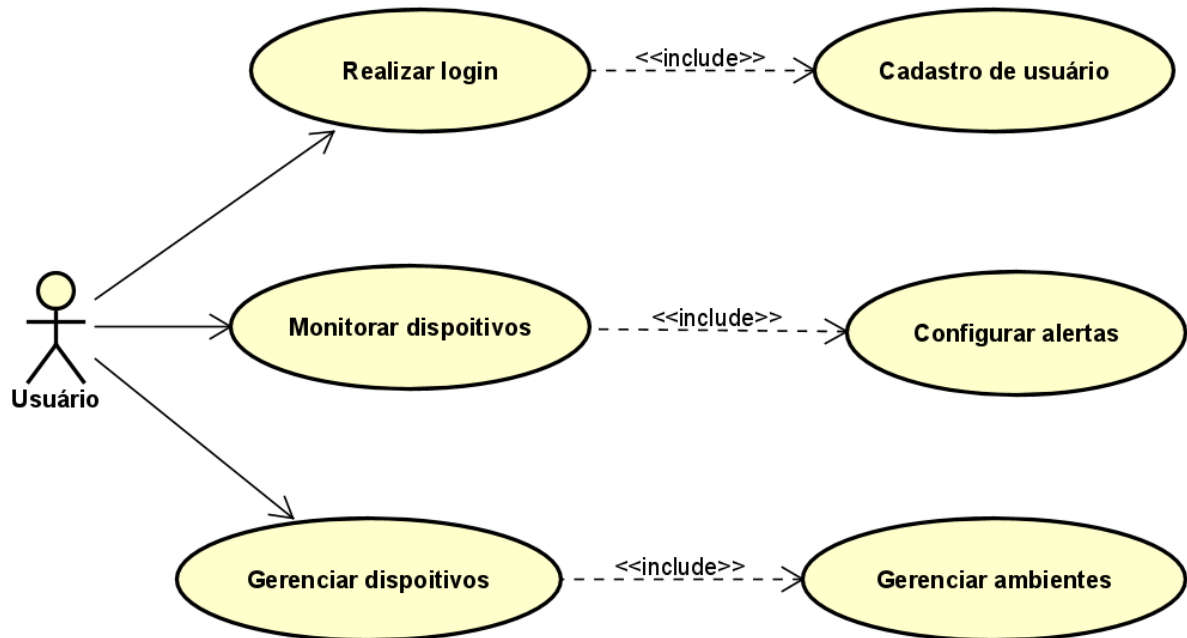 Realizar login
<<include>>
Cadastro de usuário
Monitorar dispoitivos
<<include>>
Configurar alertas
Usuário
Gerenciar dispoitivos
<<include>>
Gerenciar ambientes